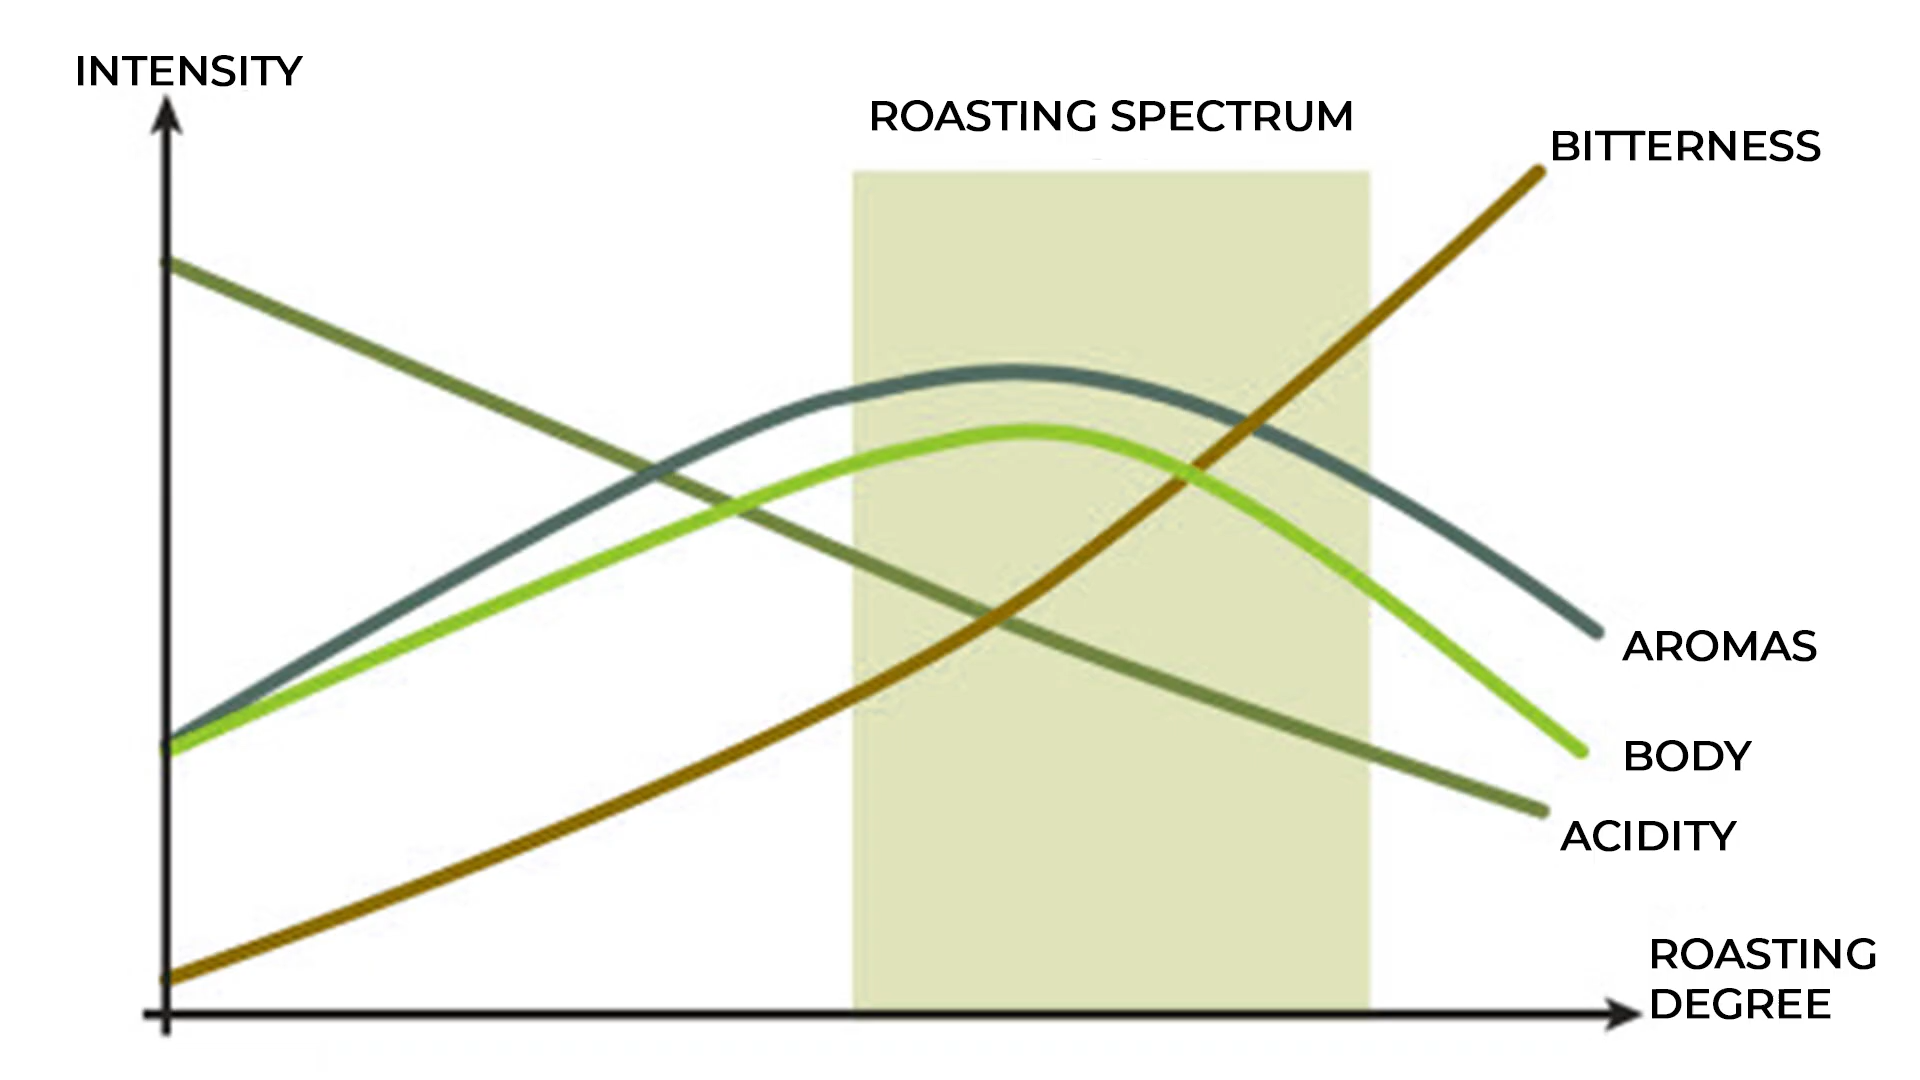 INTENSITY
ROASTING SPECTRUM
BITTERNESS
AROMAS
BODY
ACIDITY
ROASTING
DEGREE